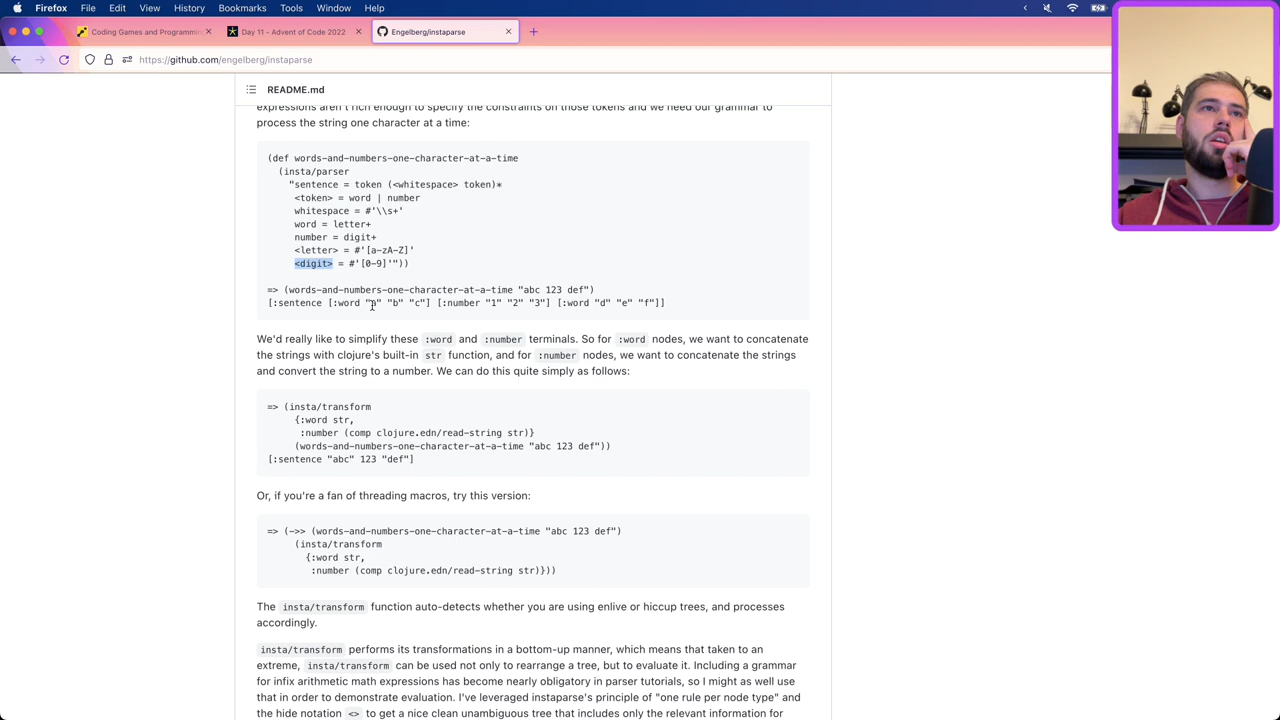 Firefox File Edit View History Bookmarks Tools Window Help
Coding Games and Programmin
Day 11 - Advent of Code 2022
Engelberg/instaparse
https://github.com/engelberg/instaparse
README.md
expressions aren't rich enough to specify the constraints on those tokens and we need our grammar to
process the string one character at a time:
(def words-and-numbers-one-character-at-a-time
(insta/parser
"sentence = token (<whitespace> token)*
<token> = word | number
whitespace = #'\\s+'
word = letter+
number = digit+
<letter> = #'[a-zA-Z]'
<digit> = #'[0-9]'"))
=> (words-and-numbers-one-character-at-a-time "abc 123 def")
[:sentence [:word "a" "b" "c"] [:number "1" "2" "3"] [:word "d" "e" "f"]]
We'd really like to simplify these :word and :number terminals. So for :word nodes, we want to concatenate
the strings with clojure's built-in str function, and for :number nodes, we want to concatenate the strings
and convert the string to a number. We can do this quite simply as follows:
=> (insta/transform
{:word str,
:number (comp clojure.edn/read-string str)}
(words-and-numbers-one-character-at-a-time "abc 123 def"))
[:sentence "abc" 123 "def"]
Or, if you're a fan of threading macros, try this version:
=> (->> (words-and-numbers-one-character-at-a-time "abc 123 def")
(insta/transform
{:word str,
:number (comp clojure.edn/read-string str)}))
The insta/transform function auto-detects whether you are using enlive or hiccup trees, and processes
accordingly.
insta/transform performs its transformations in a bottom-up manner, which means that taken to an
extreme, insta/transform can be used not only to rearrange a tree, but to evaluate it. Including a grammar
for infix arithmetic math expressions has become nearly obligatory in parser tutorials, so I might as well use
that in order to demonstrate evaluation. I've leveraged instaparse's principle of "one rule per node type" and
the hide notation <> to get a nice clean unambiguous tree that includes only the relevant information for